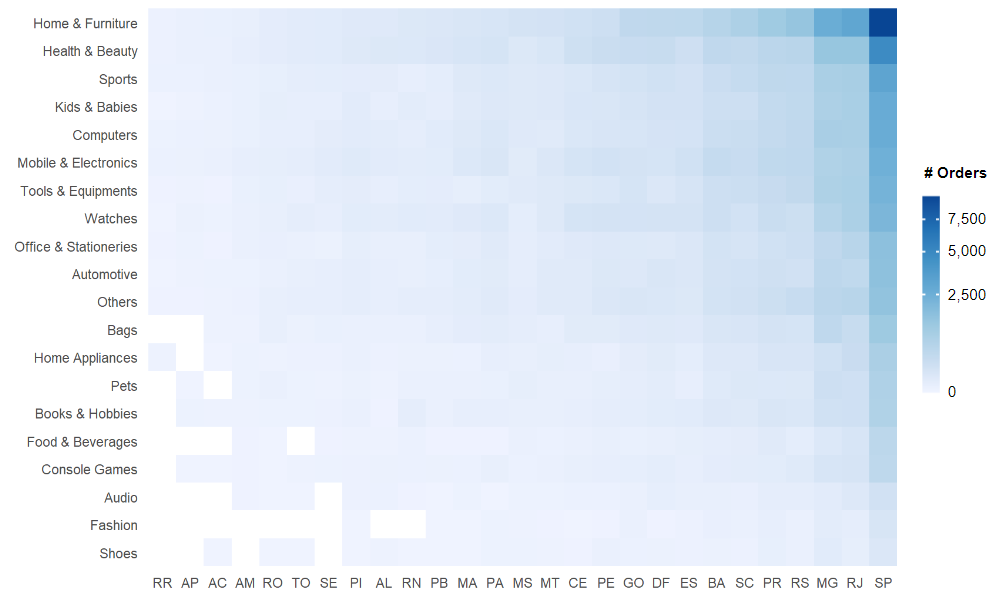 Home & Furniture
Health & Beauty
Sports
Kids & Babies
Computers
Mobile & Electronics
Tools & Equipments
Watches
Office & Stationeries
Automotive
Others
Bags
Home Appliances
Pets
Books & Hobbies
Food & Beverages
Console Games
Audio
Fashion
Shoes
RR AP AC AM RO TO SE PI AL RN PB MA PA MS MT CE PE GO DF ES BA SC PR RS MG RJ SP
# Orders
7,500
5,000
2,500
0